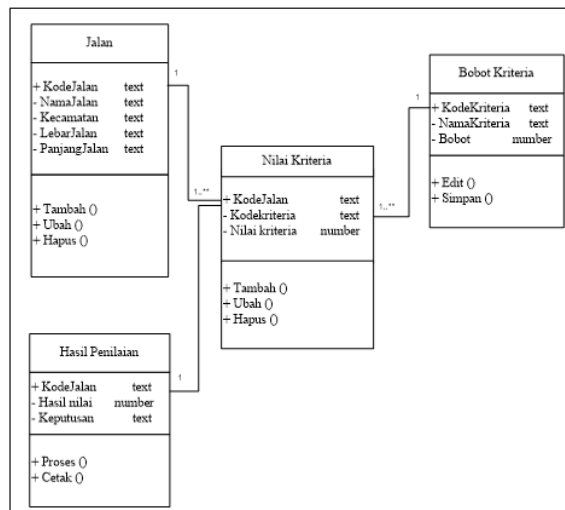 Jalan
+ KodeJalan text
- NamaJalan text
- Kecamatan text
- LebarJalan text
- PanjangJalan text
+ Tambah ()
+ Ubah ()
+ Hapus ()
1
1..**
Nilai Kriteria
+ KodeJalan text
- Kodekriteria text
- Nilai kriteria number
+ Tambah ()
+ Ubah ()
+ Hapus ()
1
1..**
Bobot Kriteria
+ KodeKriteria text
- NamaKriteria text
- Bobot number
+ Edit ()
+ Simpan ()
Hasil Penilaian
+ KodeJalan text
- Hasil nilai number
- Keputusan text
+ Proses ()
+ Cetak ()
1